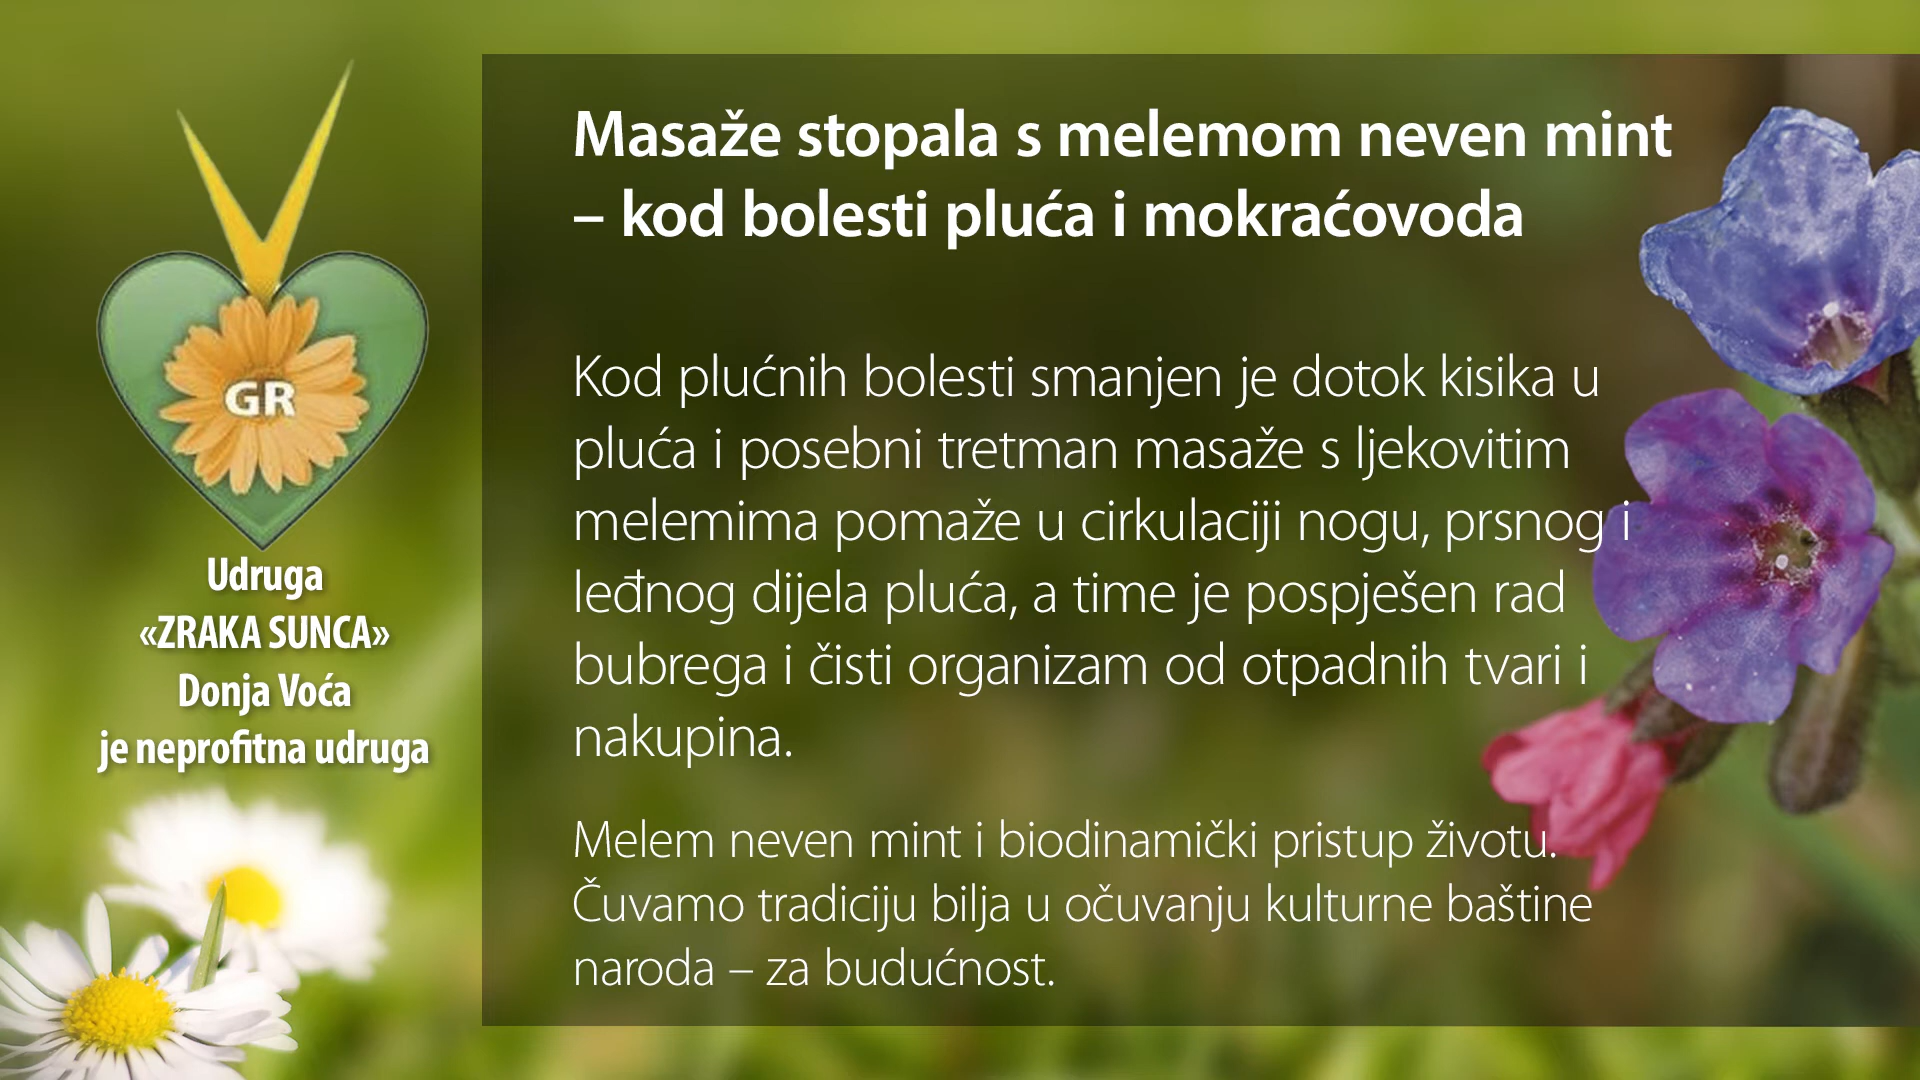 GR
Udruga
«ZRAKA SUNCA»
Donja Voća
je neprofitna udruga
Masaže stopala s melemom neven mint
– kod bolesti pluća i mokraćovoda
Kod plućnih bolesti smanjen je dotok kisika u
pluća i posebni tretman masaže s ljekovitim
melemima pomaže u cirkulaciji nogu, prsnog i
leđnog dijela pluća, a time je pospješen rad
bubrega i čisti organizam od otpadnih tvari i
nakupina.
Melem neven mint i biodinamički pristup životu.
Čuvamo tradiciju bilja u očuvanju kulturne baštine
naroda – za budućnost.